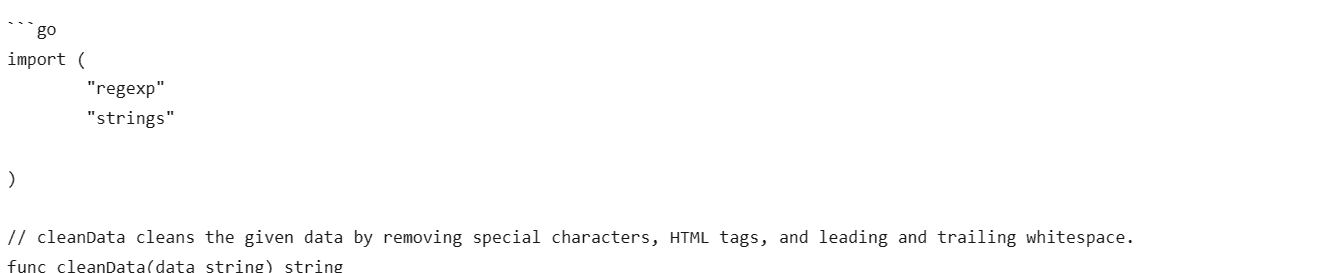 ```go
import (
"regexp"
"strings"
)
// cleanData cleans the given data by removing special characters, HTML tags, and leading and trailing whitespace.
func cleanData(data string) string